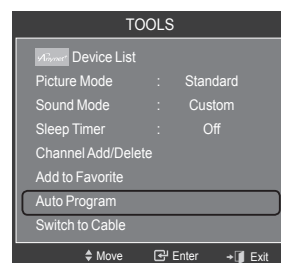 TOOLS
Anynet+ Device List
Picture Mode : Standard
Sound Mode : Custom
Sleep Timer : Off
Channel Add/Delete
Add to Favorite
Auto Program
Switch to Cable
Move Enter Exit